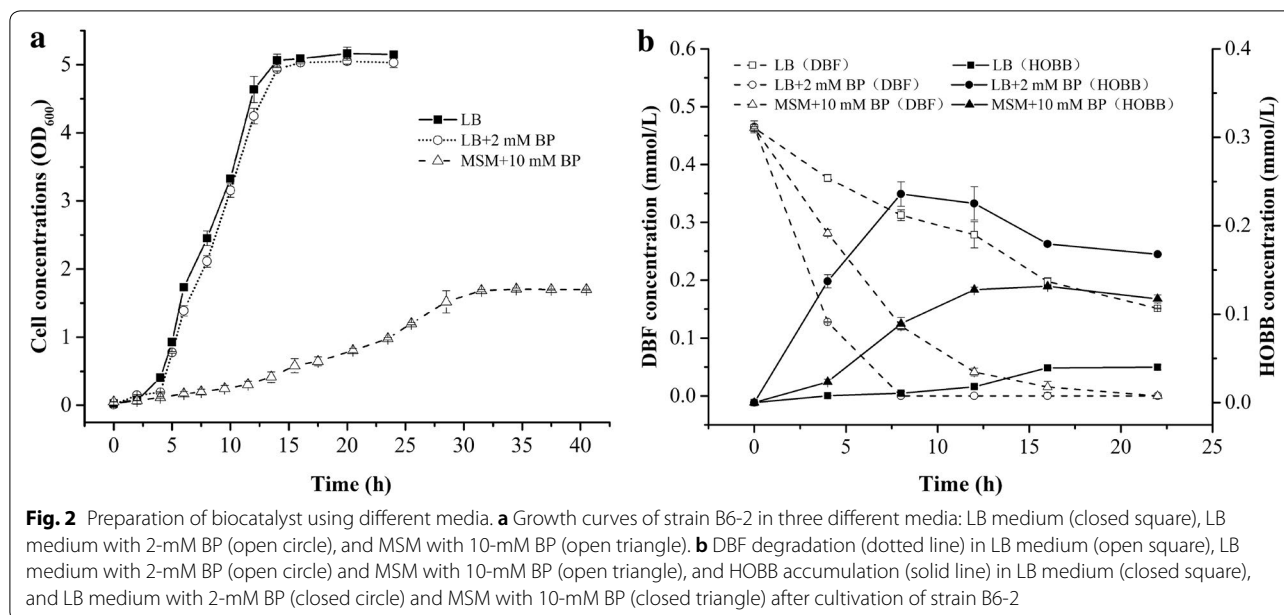 a
Cell concentrations (OD600)
5
4
3
2
1
0
LB
LB+2 mM BP
MSM+10 mM BP
0 5 10 15 20 25 30 35 40
Time (h)
b
DBF concentration (mmol/L)
0.6
0.5
0.4
0.3
0.2
0.1
0.0
LB (DBF) LB (HOBB)
LB+2 mM BP (DBF) LB+2 mM BP (HOBB)
MSM+10 mM BP (DBF) MSM+10 mM BP (HOBB)
0.4
0.3
0.2
0.1
0.0
HOBB concentration (mmol/L)
0 5 10 15 20 25
Time (h)
Fig. 2 Preparation of biocatalyst using different media. a Growth curves of strain B6-2 in three different media: LB medium (closed square), LB
medium with 2-mM BP (open circle), and MSM with 10-mM BP (open triangle). b DBF degradation (dotted line) in LB medium (open square), LB
medium with 2-mM BP (open circle) and MSM with 10-mM BP (open triangle), and HOBB accumulation (solid line) in LB medium (closed square),
and LB medium with 2-mM BP (closed circle) and MSM with 10-mM BP (closed triangle) after cultivation of strain B6-2